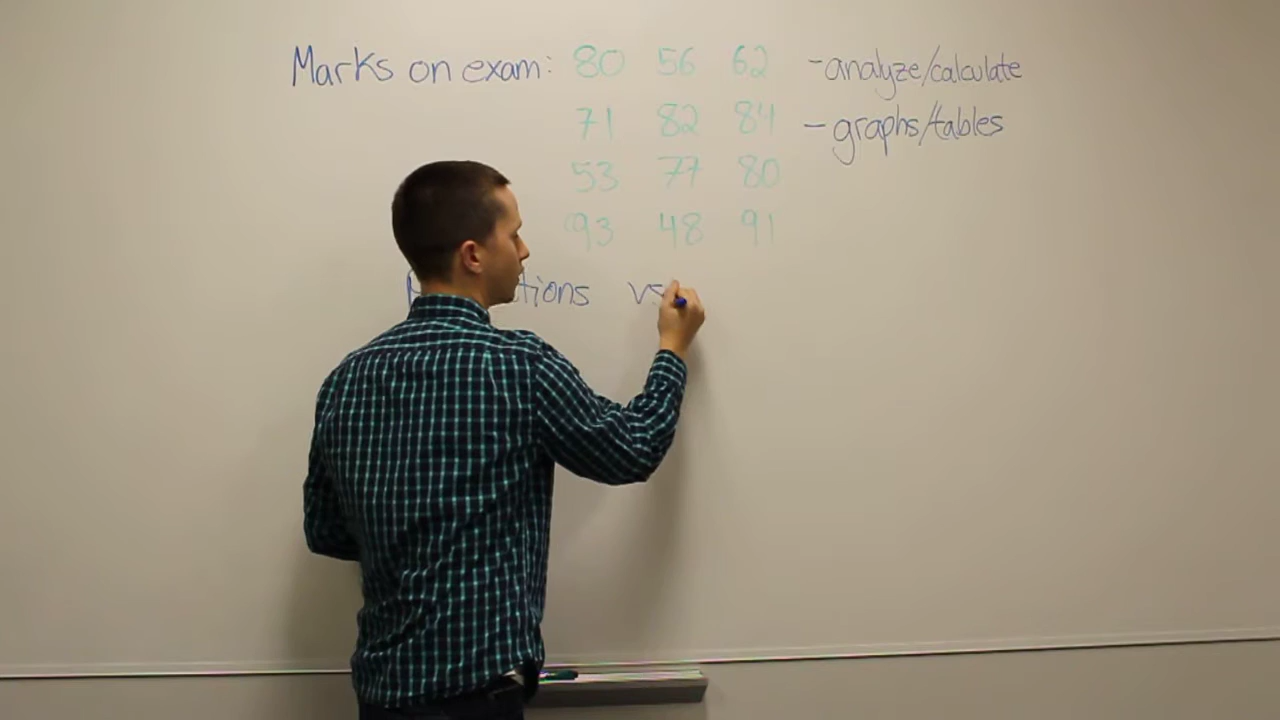 Marks on exam: 80 56 62 -analyze/calculate
71 82 84 - graphs/tables
53 77 80
93 48 91
vs